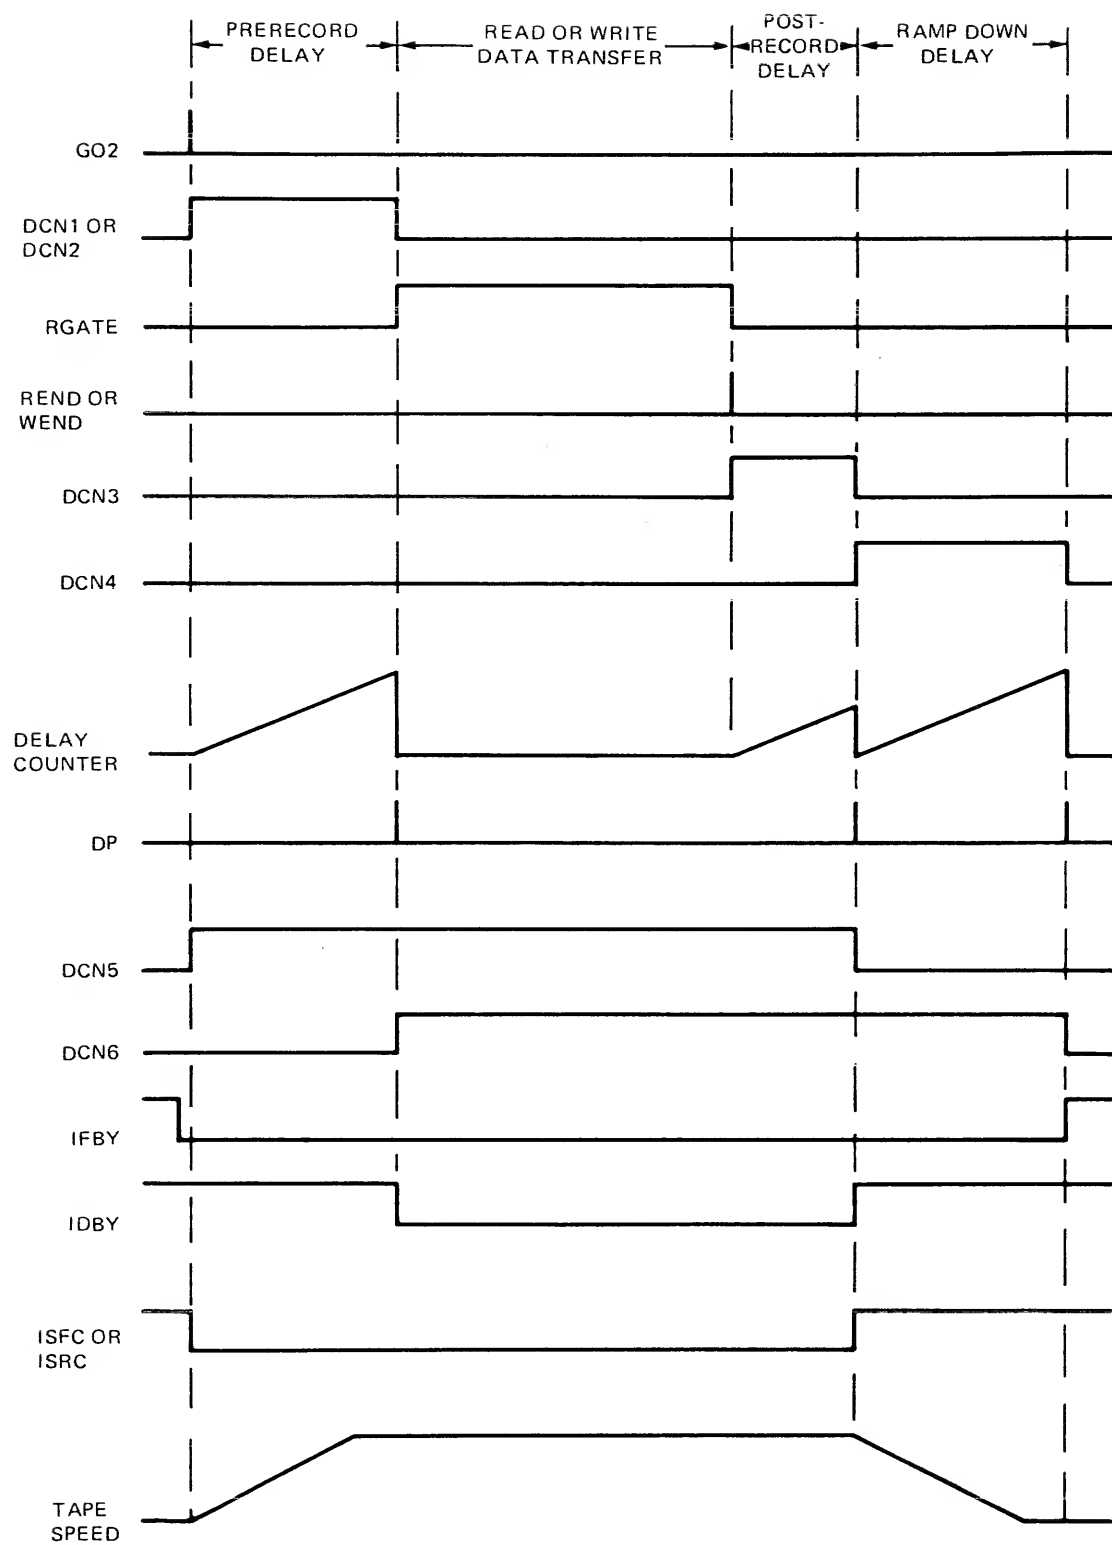 PRERECORD
DELAY
READ OR WRITE
DATA TRANSFER
POST-
RECORD
DELAY
RAMP DOWN
DELAY
GO2
DCN1 OR
DCN2
RGATE
REND OR
WEND
DCN3
DCN4
DELAY
COUNTER
DP
DCN5
DCN6
IFBY
IDBY
ISFC OR
ISRC
TAPE
SPEED